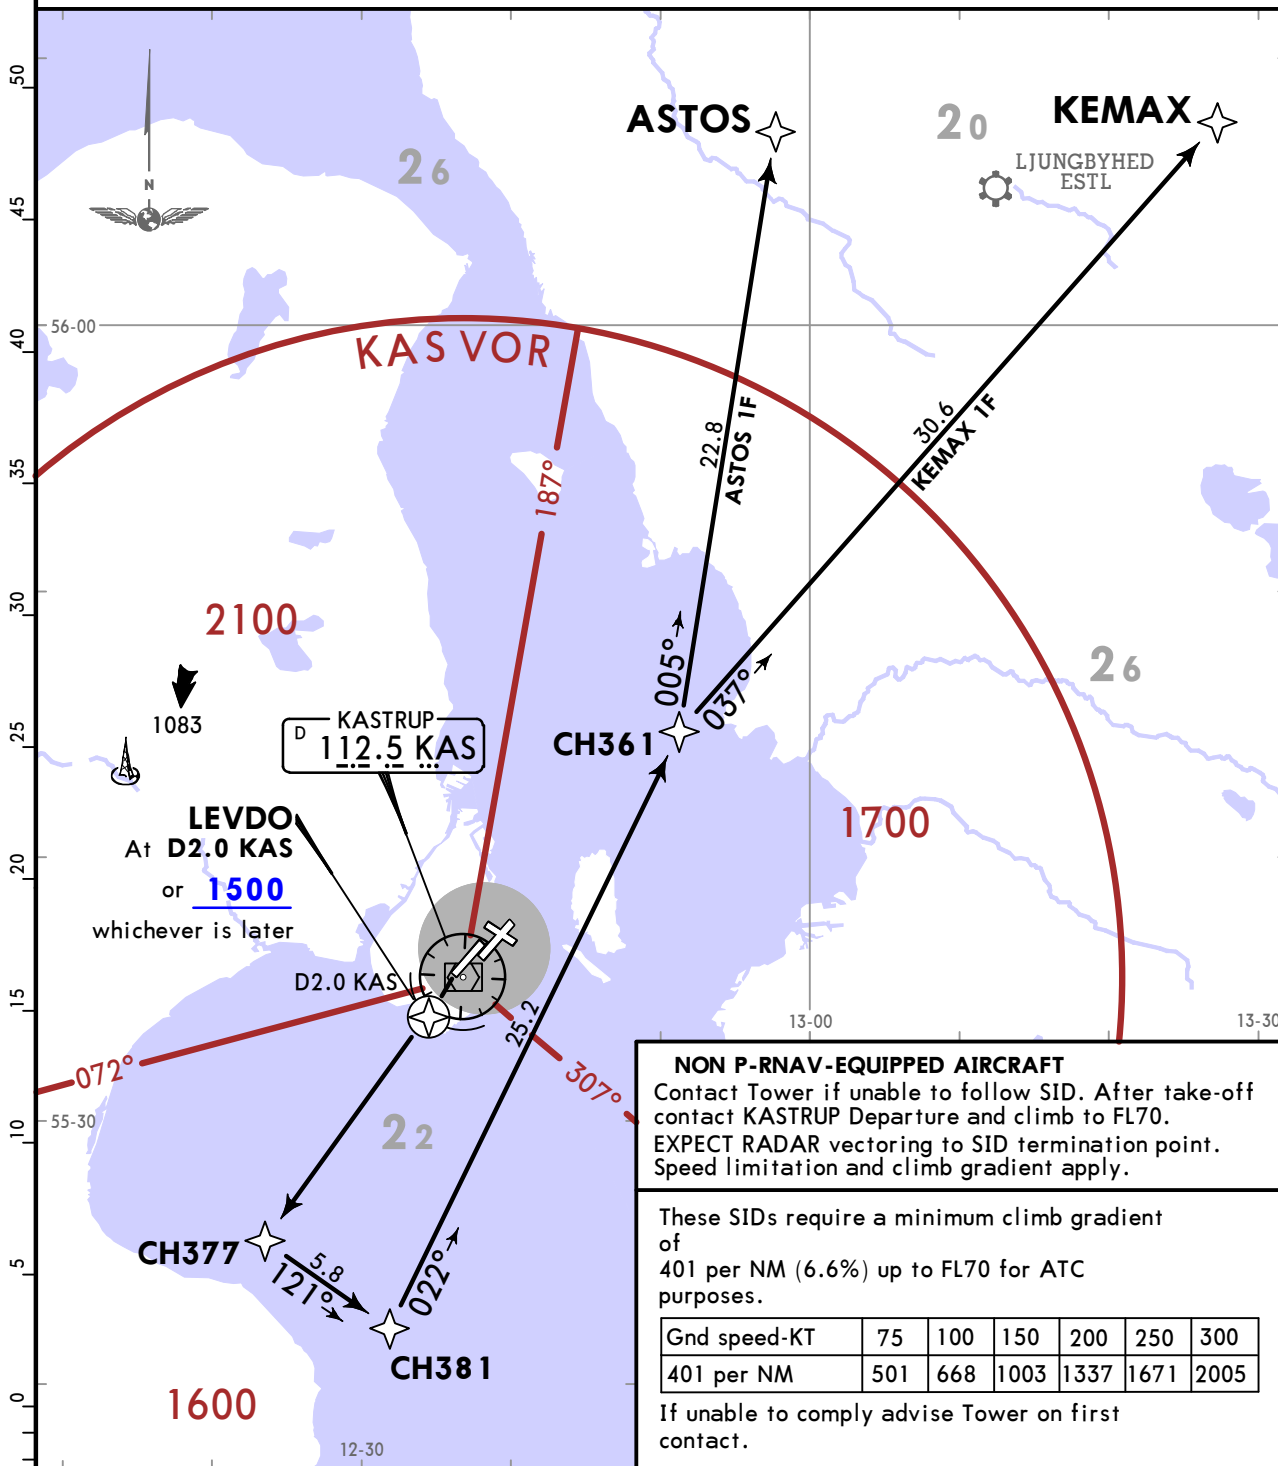 50
45
40
35
30
25
20
15
10
5
0
N
ASTOS
KEMAX
26
20
LJUNGBYHED
ESTL
56-00
KAS VOR
187°
22.8
ASTOS 1F
30.6
KEMAX 1F
2100
26
005°
037°
1083
KASTRUP
D 112.5 KAS
CH361
LEVDO
At D2.0 KAS
or 1500
whichever is later
1700
D2.0 KAS
25.2
13-00
13-30
072°
307°
55-30
22
CH377
5.8
121°
022°
CH381
1600
12-30
NON P-RNAV-EQUIPPED AIRCRAFT
Contact Tower if unable to follow SID. After take-off
contact KASTRUP Departure and climb to FL70.
EXPECT RADAR vectoring to SID termination point.
Speed limitation and climb gradient apply.
These SIDs require a minimum climb gradient
of
401 per NM (6.6%) up to FL70 for ATC
purposes.
Gnd speed-KT 75 100 150 200 250 300
401 per NM 501 668 1003 1337 1671 2005
If unable to comply advise Tower on first
contact.